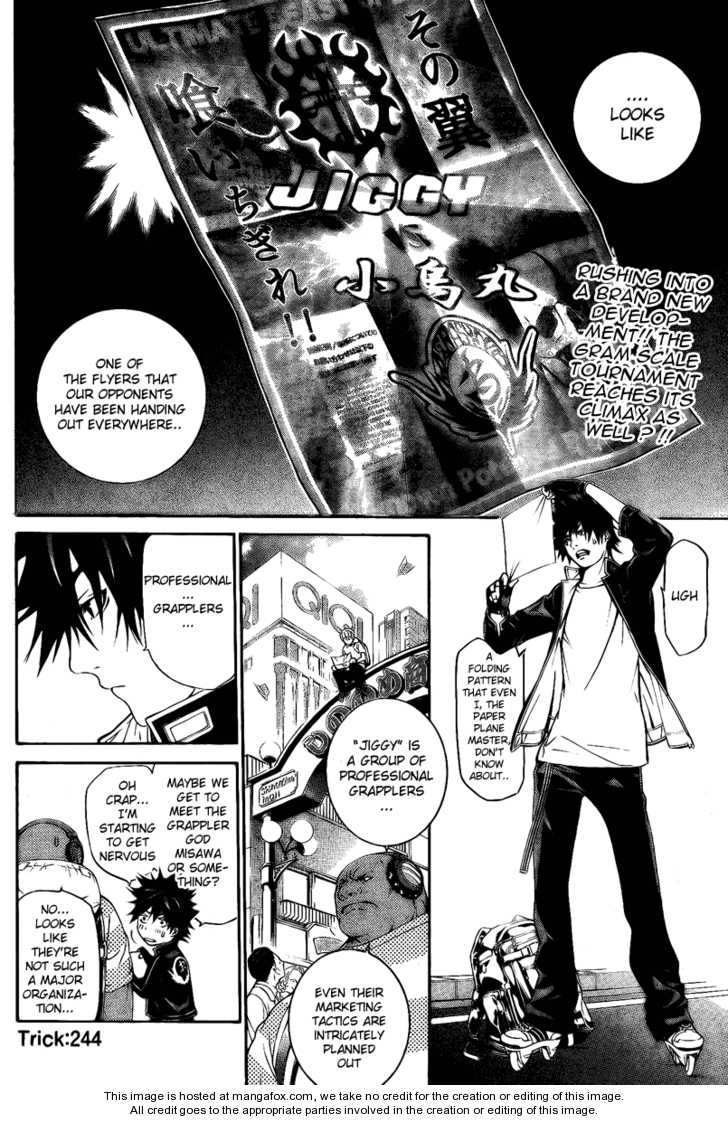 ....
LOOKS
LIKE
ULTIMATE
その翼
喰いちぎれ!!
JIGGY
小烏丸
RUSHING INTO
A BRAND NEW
DEVELOP-
-MENT!! THE
GRAM SCALE
TOURNAMENT
REACHES ITS
CLIMAX AS
WELL?!!
ONE OF
THE FLYERS THAT
OUR OPPONENTS
HAVE BEEN HANDING
OUT EVERYWHERE..
UGH
A
FOLDING
PATTERN
THAT EVEN
I, THE
PAPER
PLANE
MASTER,
DON'T
KNOW
ABOUT..
QIQI
"JIGGY" IS
A GROUP OF
PROFESSIONAL
GRAPPLERS
...
EVEN THEIR
MARKETING
TACTICS ARE
INTRICATELY
PLANNED
OUT
PROFESSIONAL
...
GRAPPLERS
...
MAYBE WE
GET TO
MEET THE
GRAPPLER
GOD
MISAWA
OR SOME-
THING?
OH
CRAP...
I'M
STARTING
TO GET
NERVOUS
NO...
LOOKS
LIKE
THEY'RE
NOT SUCH
A MAJOR
ORGANIZA-
TION...
Trick:244
This image is hosted at mangafox.com, we take no credit for the creation or editing of this image.
All credit goes to the appropriate parties involved in the creation or editing of this image.